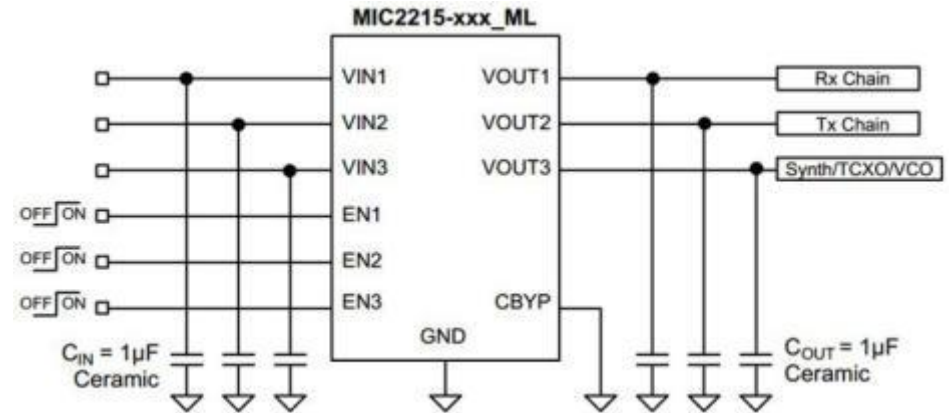 MIC2215-xxx_ML
VIN1
VOUT1
Rx Chain
VIN2
VOUT2
Tx Chain
VIN3
VOUT3
Synth/TCXO/VCO
OFF ON
EN1
OFF ON
EN2
OFF ON
EN3
CBYP
GND
CIN = 1µF
Ceramic
COUT = 1µF
Ceramic